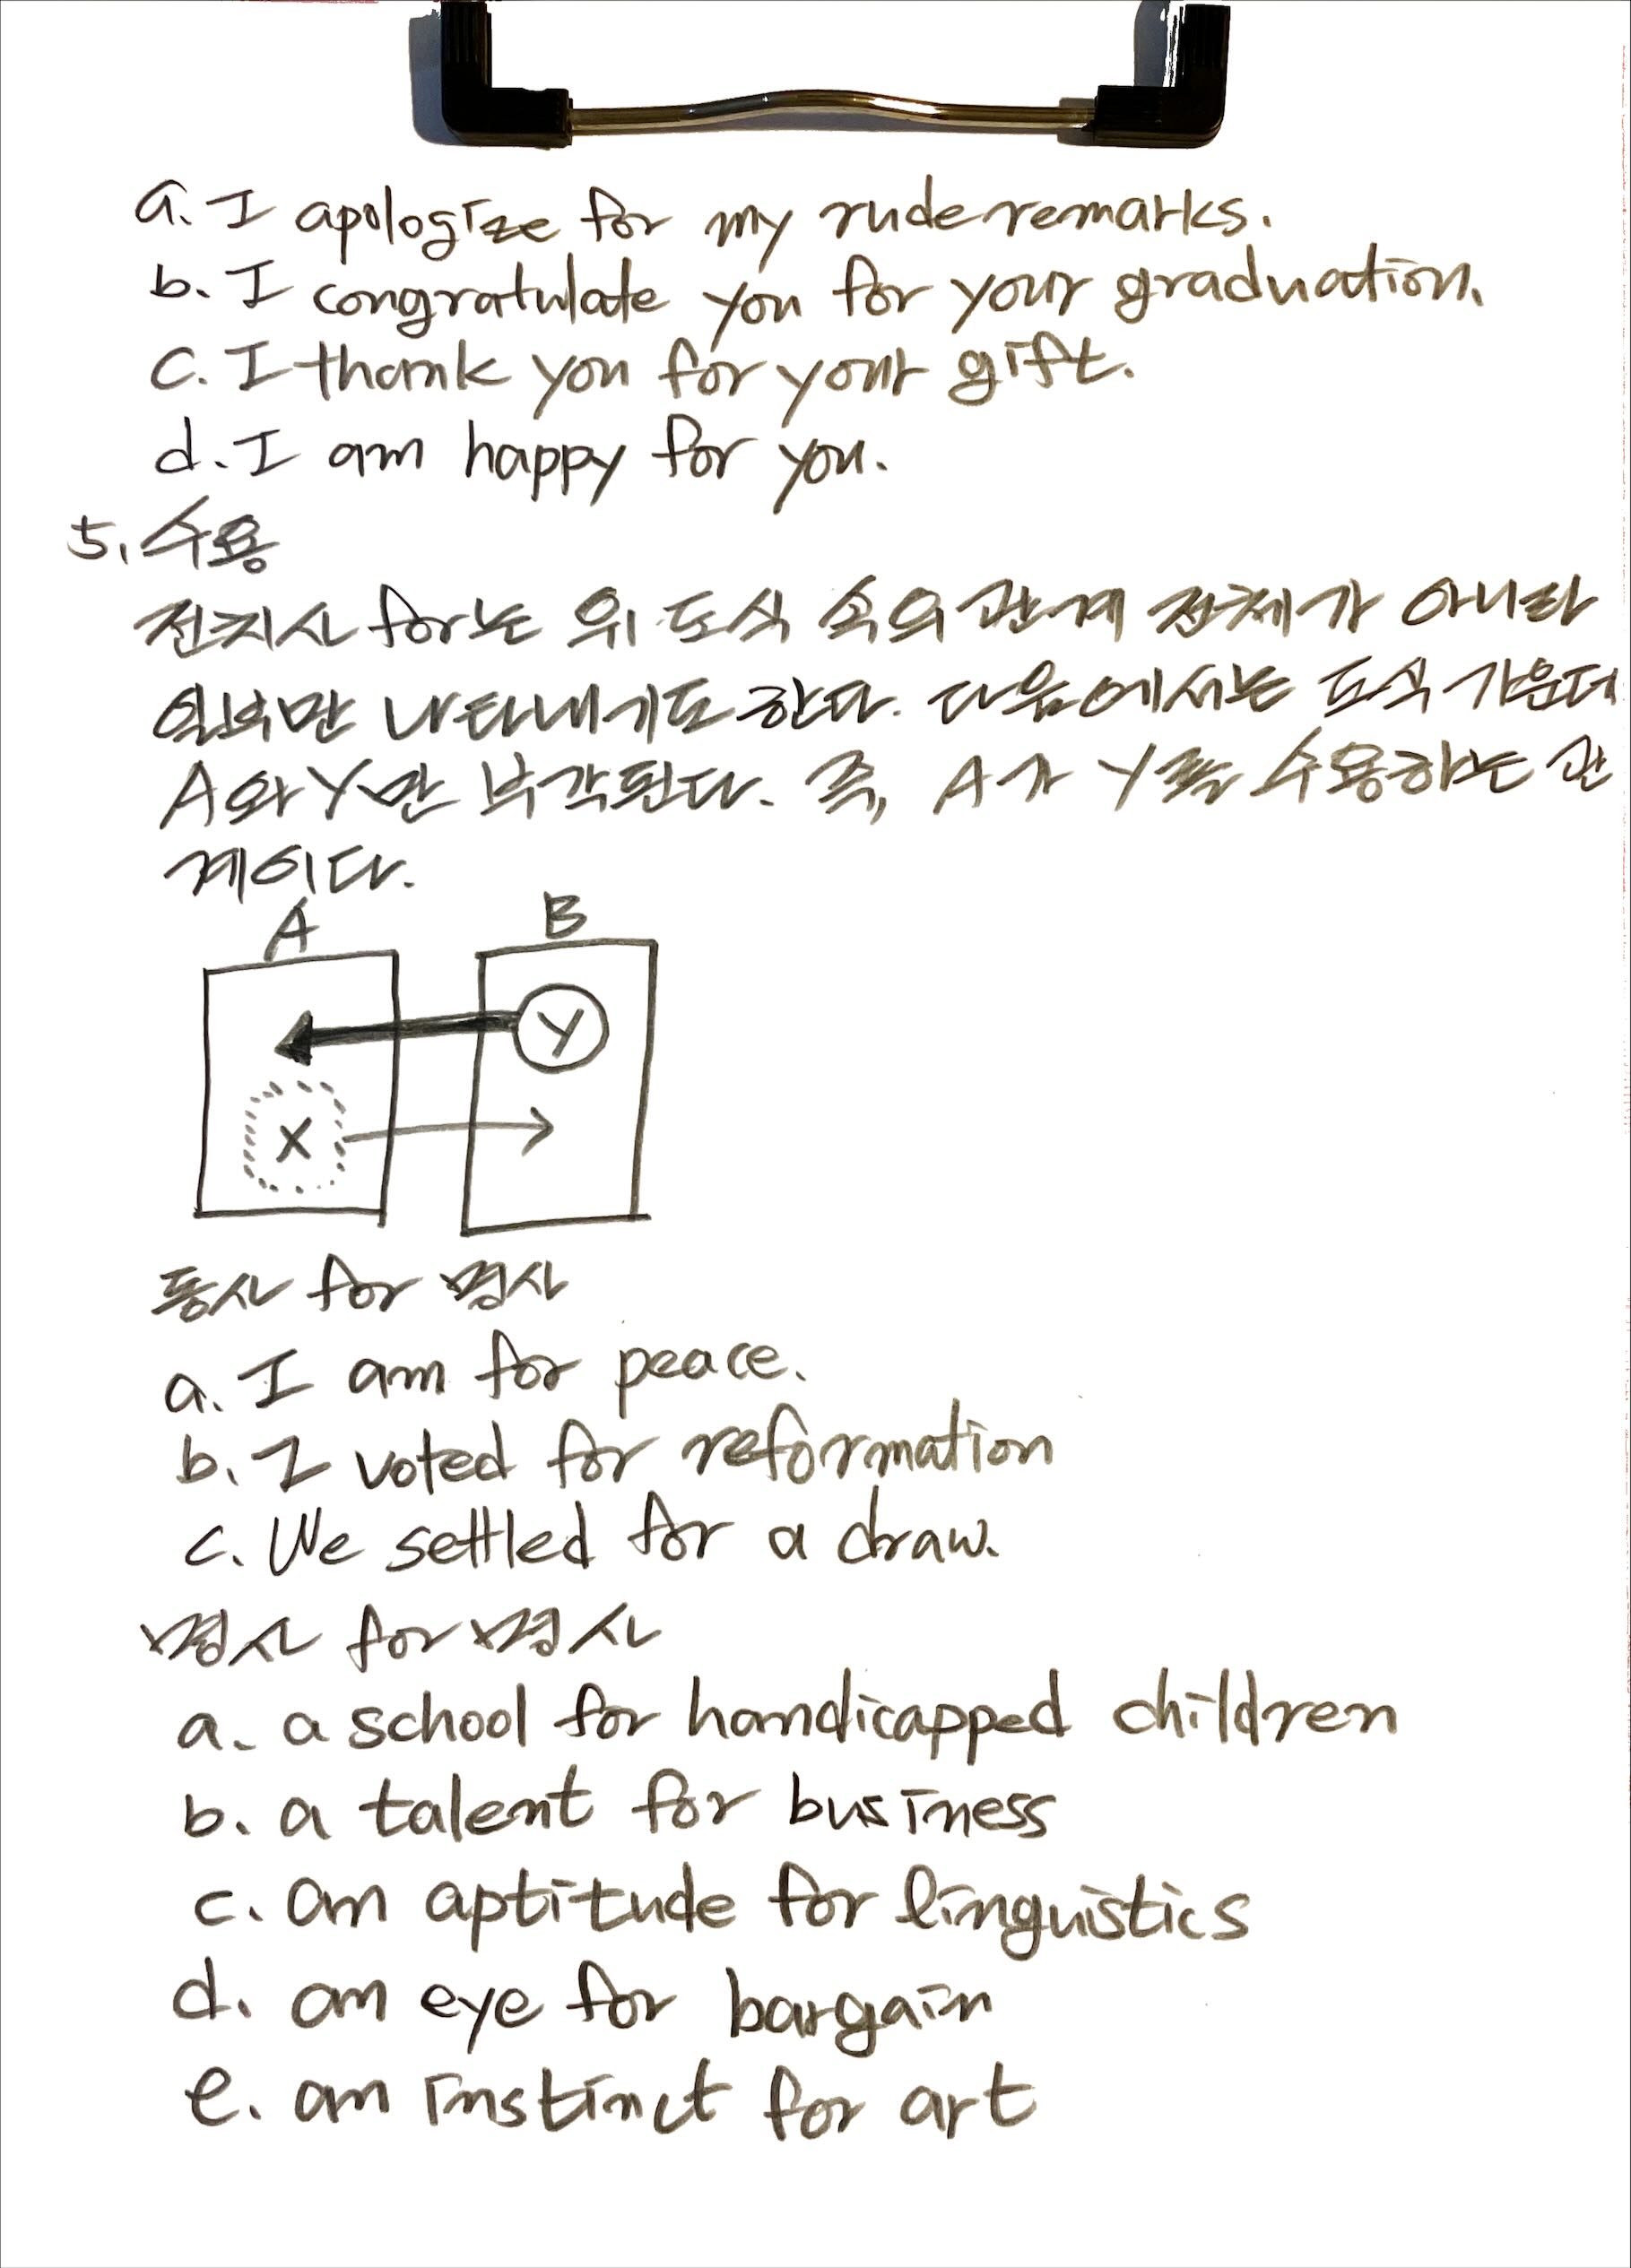 a. I apologize for my rude remarks.
b. I congratulate you for your graduation.
c. I thank you for your gift.
d. I am happy for you.
5. 수용
전치사 for는 위 도식 속의 관계 전체가 아니라
일부만 나타내기도 한다. 다음에서는 도식 가운데
A와 Y만 부각된다. 즉, A가 Y를 수용하는 관
계이다.
A B
Y
X
동사 for 명사
a. I am for peace.
b. I voted for reformation
c. We settled for a draw.
명사 for 명사
a. a school for handicapped children
b. a talent for business
c. an aptitude for linguistics
d. an eye for bargain
e. an instinct for art